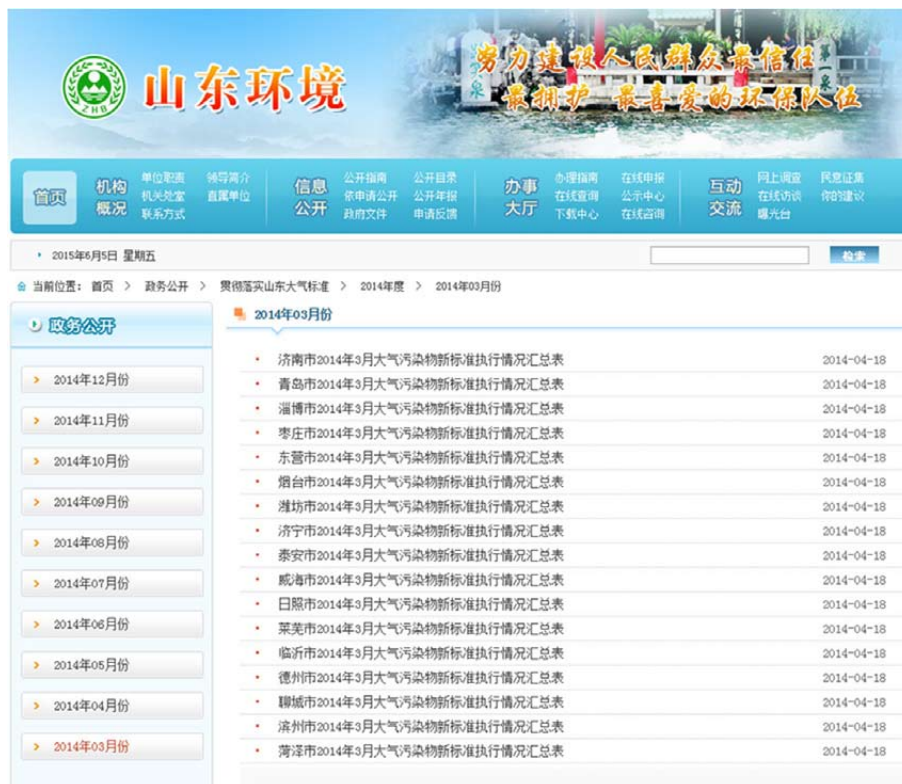 山东环境
ZHB
努力建设人民群众最信任
最拥护 最喜爱的环保队伍
第一泉
首页
机构概况
单位职责 领导简介
机关处室 直属单位
联系方式
信息公开
公开指南 公开目录
依申请公开 公开年报
政府文件 申请反馈
办事大厅
办理指南 在线申报
在线查询 公示中心
下载中心 在线咨询
互动交流
网上调查 民意征集
在线访谈 你的建议
曝光台
2015年6月5日 星期五
检索
当前位置: 首页 > 政务公开 > 贯彻落实山东大气标准 > 2014年度 > 2014年03月份
政务公开
2014年12月份
2014年11月份
2014年10月份
2014年09月份
2014年08月份
2014年07月份
2014年06月份
2014年05月份
2014年04月份
2014年03月份
2014年03月份
济南市2014年3月大气污染物新标准执行情况汇总表 2014-04-18
青岛市2014年3月大气污染物新标准执行情况汇总表 2014-04-18
淄博市2014年3月大气污染物新标准执行情况汇总表 2014-04-18
枣庄市2014年3月大气污染物新标准执行情况汇总表 2014-04-18
东营市2014年3月大气污染物新标准执行情况汇总表 2014-04-18
烟台市2014年3月大气污染物新标准执行情况汇总表 2014-04-18
潍坊市2014年3月大气污染物新标准执行情况汇总表 2014-04-18
济宁市2014年3月大气污染物新标准执行情况汇总表 2014-04-18
泰安市2014年3月大气污染物新标准执行情况汇总表 2014-04-18
威海市2014年3月大气污染物新标准执行情况汇总表 2014-04-18
日照市2014年3月大气污染物新标准执行情况汇总表 2014-04-18
莱芜市2014年3月大气污染物新标准执行情况汇总表 2014-04-18
临沂市2014年3月大气污染物新标准执行情况汇总表 2014-04-18
德州市2014年3月大气污染物新标准执行情况汇总表 2014-04-18
聊城市2014年3月大气污染物新标准执行情况汇总表 2014-04-18
滨州市2014年3月大气污染物新标准执行情况汇总表 2014-04-18
菏泽市2014年3月大气污染物新标准执行情况汇总表 2014-04-18